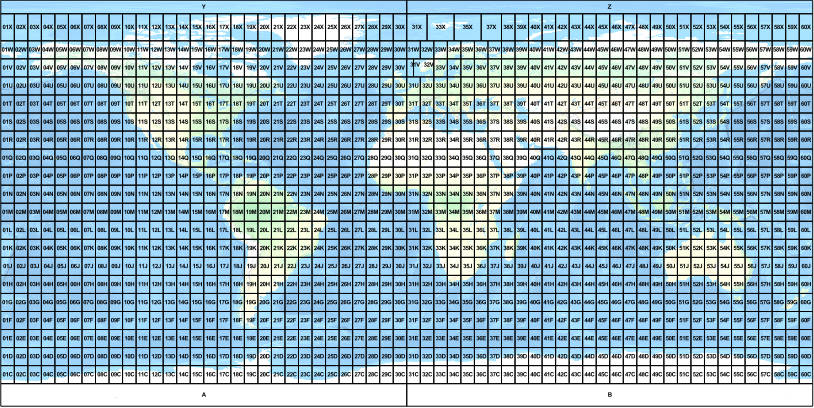 Y Z
01X 02X 03X 04X 05X 06X 07X 08X 09X 10X 11X 12X 13X 14X 15X 16X 17X 18X 19X 20X 21X 22X 23X 24X 25X 26X 27X 28X 29X 30X 31X 33X 35X 37X 38X 39X 40X 41X 42X 43X 44X 45X 46X 47X 48X 49X 50X 51X 52X 53X 54X 55X 56X 57X 58X 59X 60X
01W 02W 03W 04W 05W 06W 07W 08W 09W 10W 11W 12W 13W 14W 15W 16W 17W 18W 19W 20W 21W 22W 23W 24W 25W 26W 27W 28W 29W 30W 31W 32W 33W 34W 35W 36W 37W 38W 39W 40W 41W 42W 43W 44W 45W 46W 47W 48W 49W 50W 51W 52W 53W 54W 55W 56W 57W 58W 59W 60W
01V 02V 03V 04V 05V 06V 07V 08V 09V 10V 11V 12V 13V 14V 15V 16V 17V 18V 19V 20V 21V 22V 23V 24V 25V 26V 27V 28V 29V 30V 31V 32V 33V 34V 35V 36V 37V 38V 39V 40V 41V 42V 43V 44V 45V 46V 47V 48V 49V 50V 51V 52V 53V 54V 55V 56V 57V 58V 59V 60V
01U 02U 03U 04U 05U 06U 07U 08U 09U 10U 11U 12U 13U 14U 15U 16U 17U 18U 19U 20U 21U 22U 23U 24U 25U 26U 27U 28U 29U 30U 31U 32U 33U 34U 35U 36U 37U 38U 39U 40U 41U 42U 43U 44U 45U 46U 47U 48U 49U 50U 51U 52U 53U 54U 55U 56U 57U 58U 59U 60U
01T 02T 03T 04T 05T 06T 07T 08T 09T 10T 11T 12T 13T 14T 15T 16T 17T 18T 19T 20T 21T 22T 23T 24T 25T 26T 27T 28T 29T 30T 31T 32T 33T 34T 35T 36T 37T 38T 39T 40T 41T 42T 43T 44T 45T 46T 47T 48T 49T 50T 51T 52T 53T 54T 55T 56T 57T 58T 59T 60T
01S 02S 03S 04S 05S 06S 07S 08S 09S 10S 11S 12S 13S 14S 15S 16S 17S 18S 19S 20S 21S 22S 23S 24S 25S 26S 27S 28S 29S 30S 31S 32S 33S 34S 35S 36S 37S 38S 39S 40S 41S 42S 43S 44S 45S 46S 47S 48S 49S 50S 51S 52S 53S 54S 55S 56S 57S 58S 59S 60S
01R 02R 03R 04R 05R 06R 07R 08R 09R 10R 11R 12R 13R 14R 15R 16R 17R 18R 19R 20R 21R 22R 23R 24R 25R 26R 27R 28R 29R 30R 31R 32R 33R 34R 35R 36R 37R 38R 39R 40R 41R 42R 43R 44R 45R 46R 47R 48R 49R 50R 51R 52R 53R 54R 55R 56R 57R 58R 59R 60R
01Q 02Q 03Q 04Q 05Q 06Q 07Q 08Q 09Q 10Q 11Q 12Q 13Q 14Q 15Q 16Q 17Q 18Q 19Q 20Q 21Q 22Q 23Q 24Q 25Q 26Q 27Q 28Q 29Q 30Q 31Q 32Q 33Q 34Q 35Q 36Q 37Q 38Q 39Q 40Q 41Q 42Q 43Q 44Q 45Q 46Q 47Q 48Q 49Q 50Q 51Q 52Q 53Q 54Q 55Q 56Q 57Q 58Q 59Q 60Q
01P 02P 03P 04P 05P 06P 07P 08P 09P 10P 11P 12P 13P 14P 15P 16P 17P 18P 19P 20P 21P 22P 23P 24P 25P 26P 27P 28P 29P 30P 31P 32P 33P 34P 35P 36P 37P 38P 39P 40P 41P 42P 43P 44P 45P 46P 47P 48P 49P 50P 51P 52P 53P 54P 55P 56P 57P 58P 59P 60P
01N 02N 03N 04N 05N 06N 07N 08N 09N 10N 11N 12N 13N 14N 15N 16N 17N 18N 19N 20N 21N 22N 23N 24N 25N 26N 27N 28N 29N 30N 31N 32N 33N 34N 35N 36N 37N 38N 39N 40N 41N 42N 43N 44N 45N 46N 47N 48N 49N 50N 51N 52N 53N 54N 55N 56N 57N 58N 59N 60N
01M 02M 03M 04M 05M 06M 07M 08M 09M 10M 11M 12M 13M 14M 15M 16M 17M 18M 19M 20M 21M 22M 23M 24M 25M 26M 27M 28M 29M 30M 31M 32M 33M 34M 35M 36M 37M 38M 39M 40M 41M 42M 43M 44M 45M 46M 47M 48M 49M 50M 51M 52M 53M 54M 55M 56M 57M 58M 59M 60M
01L 02L 03L 04L 05L 06L 07L 08L 09L 10L 11L 12L 13L 14L 15L 16L 17L 18L 19L 20L 21L 22L 23L 24L 25L 26L 27L 28L 29L 30L 31L 32L 33L 34L 35L 36L 37L 38L 39L 40L 41L 42L 43L 44L 45L 46L 47L 48L 49L 50L 51L 52L 53L 54L 55L 56L 57L 58L 59L 60L
01K 02K 03K 04K 05K 06K 07K 08K 09K 10K 11K 12K 13K 14K 15K 16K 17K 18K 19K 20K 21K 22K 23K 24K 25K 26K 27K 28K 29K 30K 31K 32K 33K 34K 35K 36K 37K 38K 39K 40K 41K 42K 43K 44K 45K 46K 47K 48K 49K 50K 51K 52K 53K 54K 55K 56K 57K 58K 59K 60K
01J 02J 03J 04J 05J 06J 07J 08J 09J 10J 11J 12J 13J 14J 15J 16J 17J 18J 19J 20J 21J 22J 23J 24J 25J 26J 27J 28J 29J 30J 31J 32J 33J 34J 35J 36J 37J 38J 39J 40J 41J 42J 43J 44J 45J 46J 47J 48J 49J 50J 51J 52J 53J 54J 55J 56J 57J 58J 59J 60J
01H 02H 03H 04H 05H 06H 07H 08H 09H 10H 11H 12H 13H 14H 15H 16H 17H 18H 19H 20H 21H 22H 23H 24H 25H 26H 27H 28H 29H 30H 31H 32H 33H 34H 35H 36H 37H 38H 39H 40H 41H 42H 43H 44H 45H 46H 47H 48H 49H 50H 51H 52H 53H 54H 55H 56H 57H 58H 59H 60H
01G 02G 03G 04G 05G 06G 07G 08G 09G 10G 11G 12G 13G 14G 15G 16G 17G 18G 19G 20G 21G 22G 23G 24G 25G 26G 27G 28G 29G 30G 31G 32G 33G 34G 35G 36G 37G 38G 39G 40G 41G 42G 43G 44G 45G 46G 47G 48G 49G 50G 51G 52G 53G 54G 55G 56G 57G 58G 59G 60G
01F 02F 03F 04F 05F 06F 07F 08F 09F 10F 11F 12F 13F 14F 15F 16F 17F 18F 19F 20F 21F 22F 23F 24F 25F 26F 27F 28F 29F 30F 31F 32F 33F 34F 35F 36F 37F 38F 39F 40F 41F 42F 43F 44F 45F 46F 47F 48F 49F 50F 51F 52F 53F 54F 55F 56F 57F 58F 59F 60F
01E 02E 03E 04E 05E 06E 07E 08E 09E 10E 11E 12E 13E 14E 15E 16E 17E 18E 19E 20E 21E 22E 23E 24E 25E 26E 27E 28E 29E 30E 31E 32E 33E 34E 35E 36E 37E 38E 39E 40E 41E 42E 43E 44E 45E 46E 47E 48E 49E 50E 51E 52E 53E 54E 55E 56E 57E 58E 59E 60E
01D 02D 03D 04D 05D 06D 07D 08D 09D 10D 11D 12D 13D 14D 15D 16D 17D 18D 19D 20D 21D 22D 23D 24D 25D 26D 27D 28D 29D 30D 31D 32D 33D 34D 35D 36D 37D 38D 39D 40D 41D 42D 43D 44D 45D 46D 47D 48D 49D 50D 51D 52D 53D 54D 55D 56D 57D 58D 59D 60D
01C 02C 03C 04C 05C 06C 07C 08C 09C 10C 11C 12C 13C 14C 15C 16C 17C 18C 19C 20C 21C 22C 23C 24C 25C 26C 27C 28C 29C 30C 31C 32C 33C 34C 35C 36C 37C 38C 39C 40C 41C 42C 43C 44C 45C 46C 47C 48C 49C 50C 51C 52C 53C 54C 55C 56C 57C 58C 59C 60C
A B